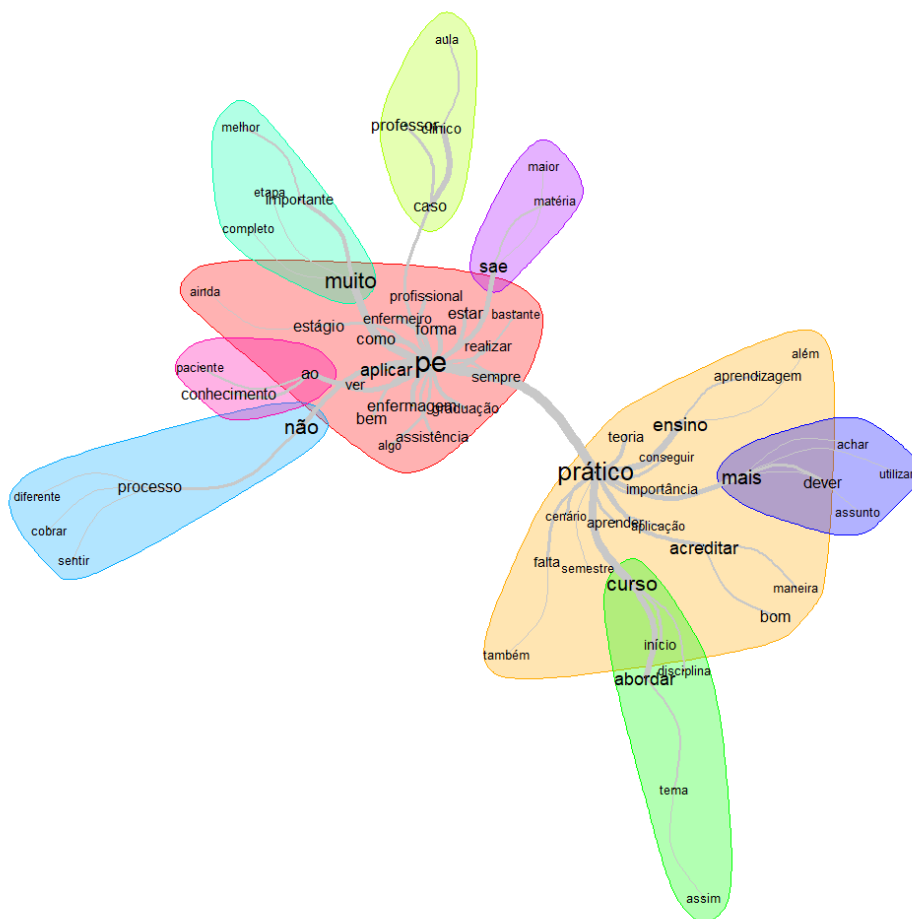 aula
professor
clínico
melhor
maior
etapa
importante
matéria
caso
completo
sae
muito
ainda
profissional
enfermeiro
estar
bastante
estágio
forma
como
realizar
além
paciente
ao
aplicar
pe
sempre
aprendizagem
conhecimento
ver
enfermagem
graduação
bem
não
assistência
algo
ensino
teoria
conseguir
achar
prático
mais
utilizar
dever
processo
importância
diferente
cenário
aprender
aplicação
assunto
cobrar
acreditar
sentir
falta
semestre
curso
maneira
bom
início
também
disciplina
abordar
tema
assim